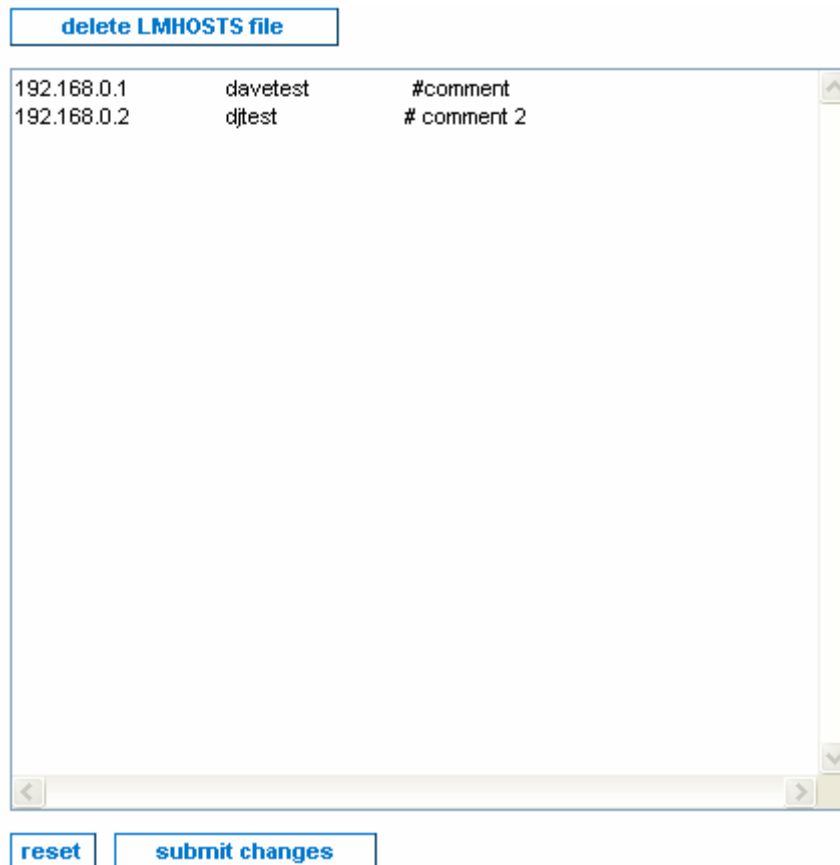 delete LMHOSTS file
192.168.0.1 davetest #comment
192.168.0.2 djtest # comment 2
reset submit changes